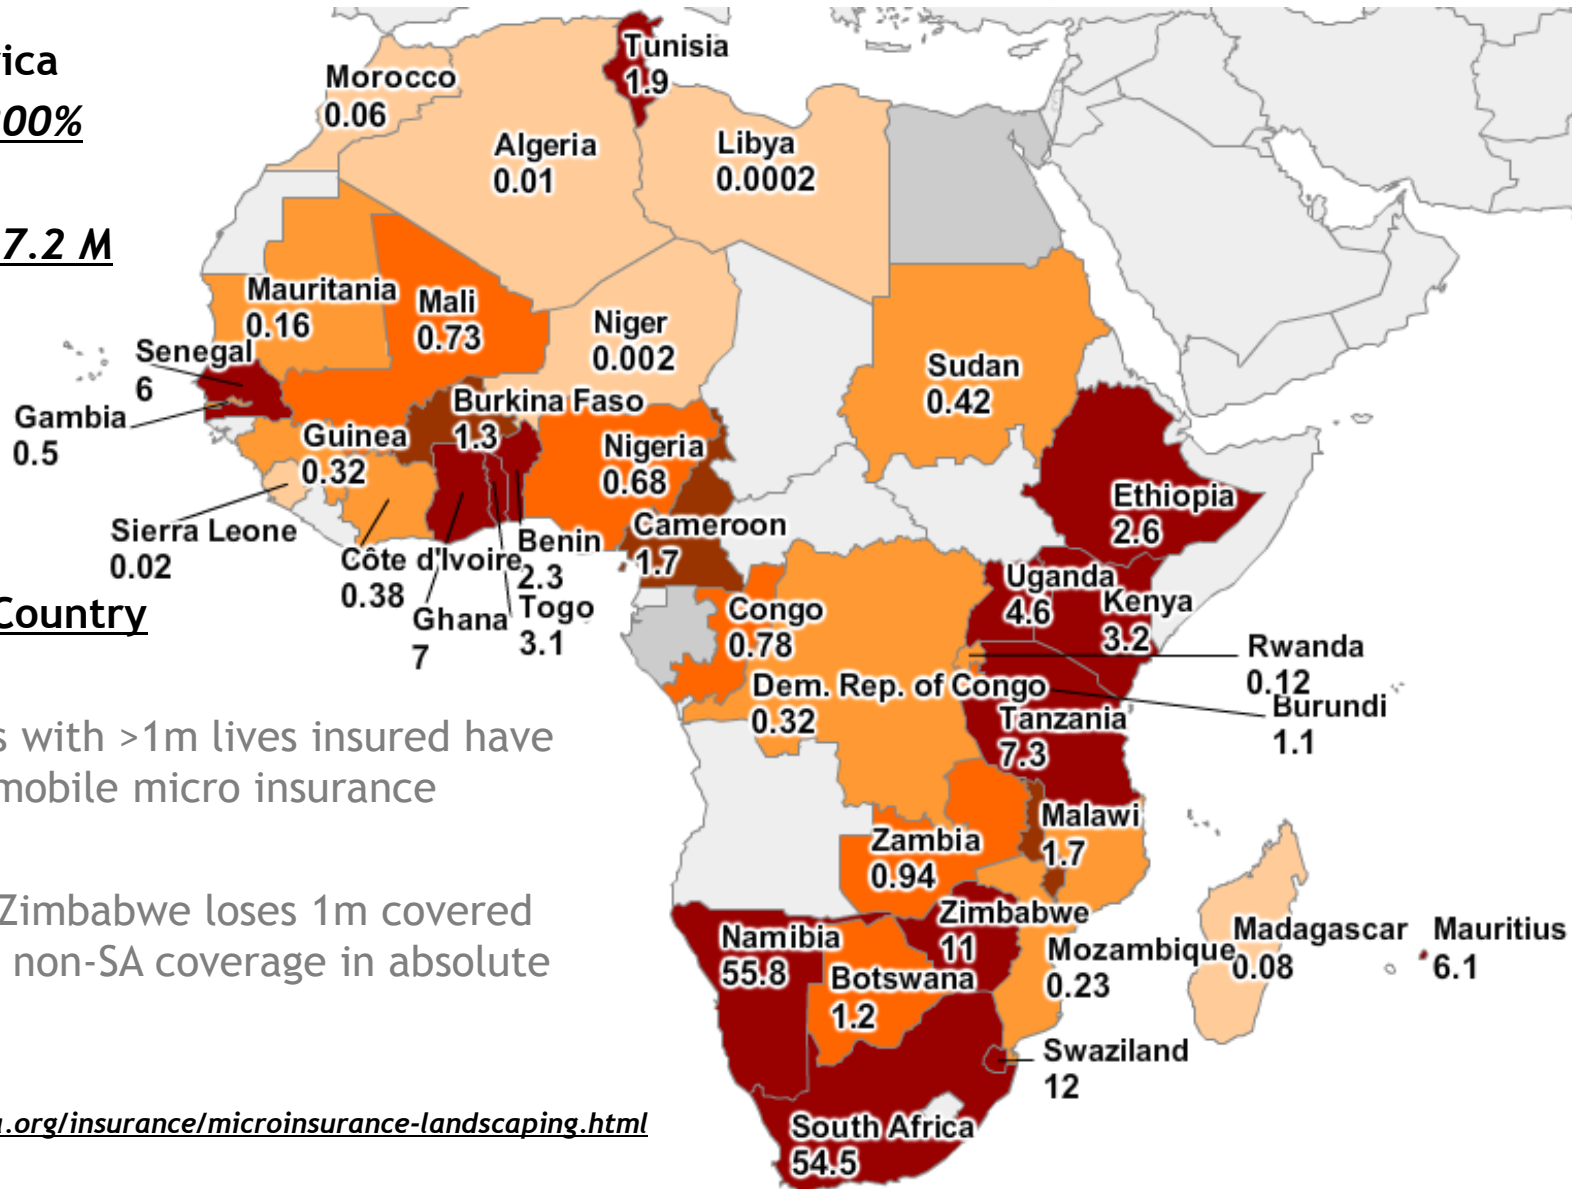 ica
00%
7.2 M
Country
s with >1m lives insured have
mobile micro insurance
Zimbabwe loses 1m covered
non-SA coverage in absolute
.org/insurance/microinsurance-landscaping.html
Tunisia
1.9
Morocco
0.06
Algeria
0.01
Libya
0.0002
Mauritania
0.16
Mali
0.73
Niger
0.002
Senegal
6
Sudan
0.42
Gambia
0.5
Burkina Faso
1.3
Guinea
0.32
Nigeria
0.68
Ethiopia
2.6
Sierra Leone
0.02
Côte d'Ivoire
0.38
Benin
2.3
Cameroon
1.7
Ghana
7
Togo
3.1
Congo
0.78
Uganda
4.6
Kenya
3.2
Rwanda
0.12
Dem. Rep. of Congo
0.32
Burundi
1.1
Tanzania
7.3
Malawi
1.7
Zambia
0.94
Zimbabwe
11
Namibia
55.8
Botswana
1.2
Mozambique
0.23
Madagascar
0.08
Mauritius
6.1
Swaziland
12
South Africa
54.5